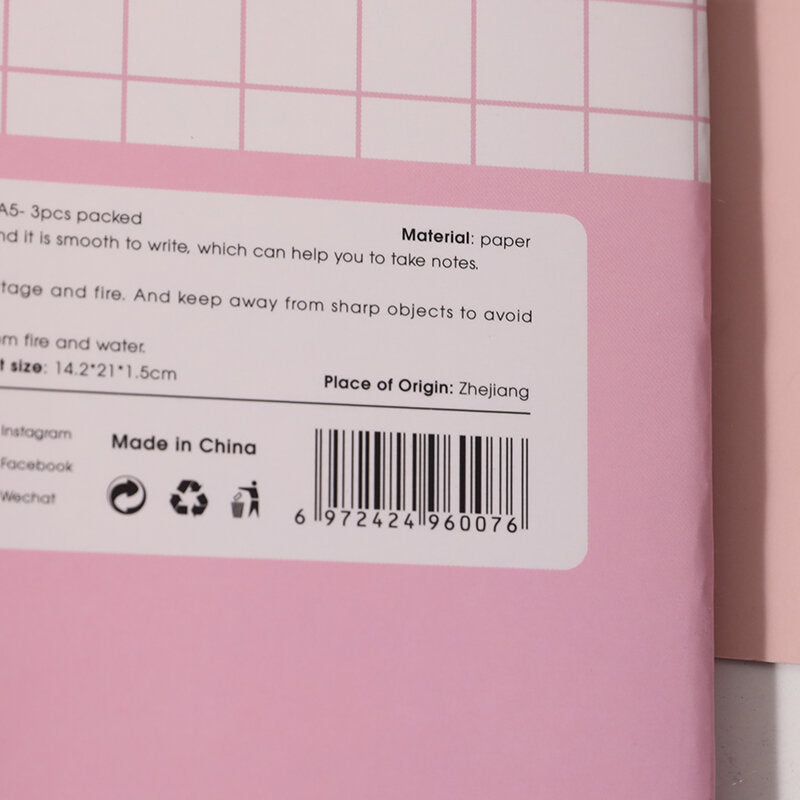 A5- 3pcs packed
Material: paper
nd it is smooth to write, which can help you to take notes.
tage and fire. And keep away from sharp objects to avoid
m fire and water.
t size: 14.2*21*1.5cm
Place of Origin: Zhejiang
Instagram
Facebook
Wechat
Made in China
6 972424 960076